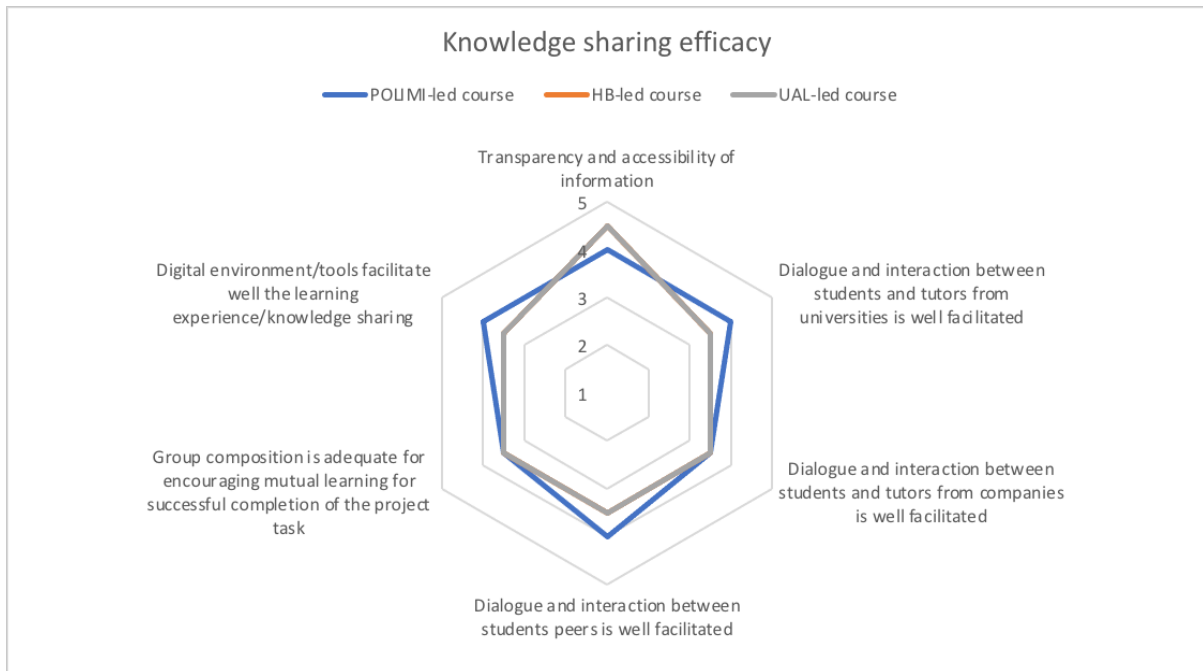 Knowledge sharing efficacy
POLIMI-led course HB-led course UAL-led course
Transparency and accessibility of
information
5
4
3
2
1
Dialogue and interaction between
students and tutors from
universities is well facilitated
Dialogue and interaction between
students and tutors from companies
is well facilitated
Dialogue and interaction between
students peers is well facilitated
Group composition is adequate for
encouraging mutual learning for
successful completion of the project
task
Digital environment/tools facilitate
well the learning
experience/knowledge sharing